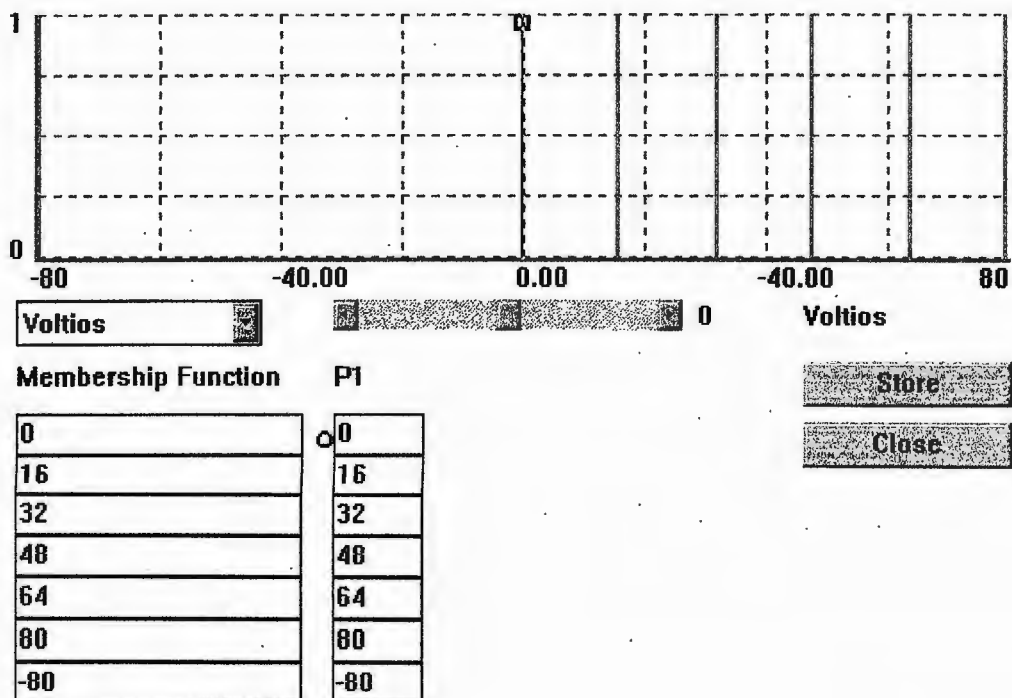 1
0
-80 -40.00 0.00 -40.00 80
Voltios 0 Voltios
Membership Function P1
Store
Close
0 0
16 16
32 32
48 48
64 64
80 80
-80 -80